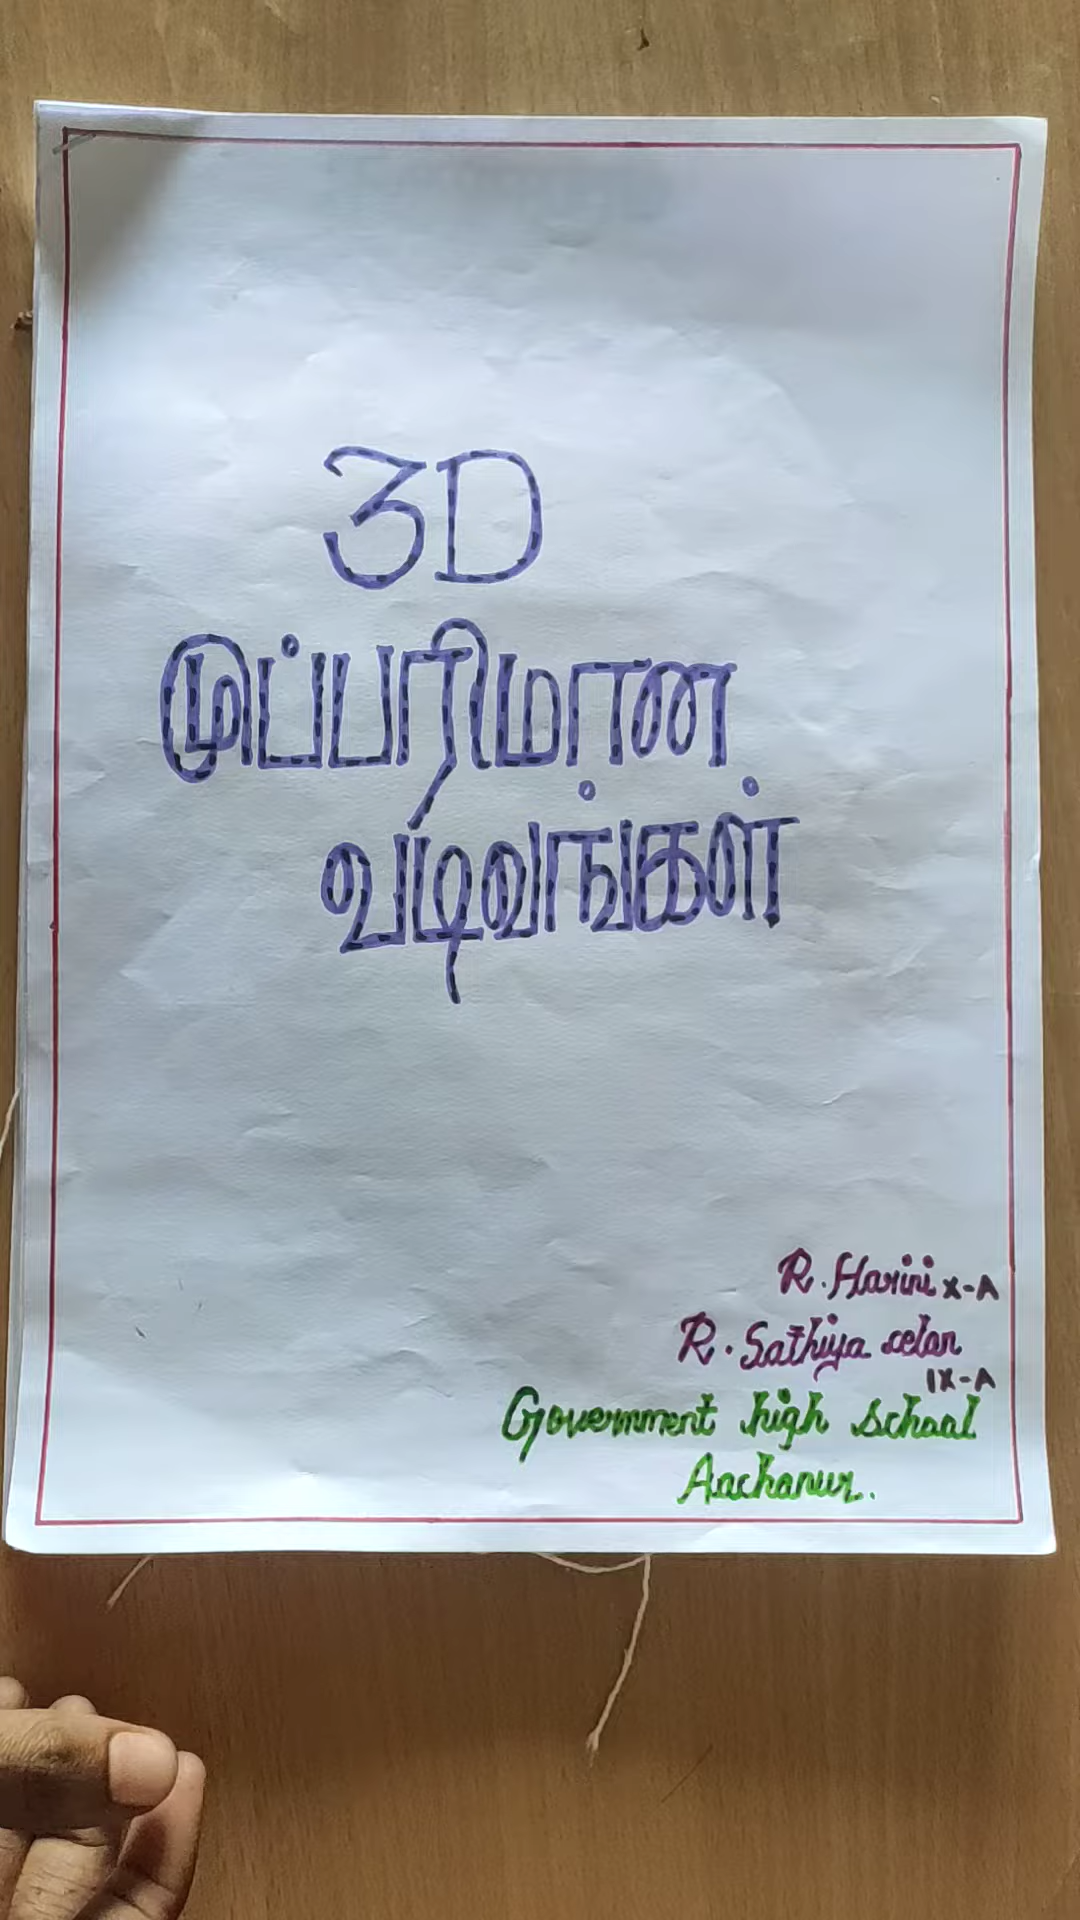 3D
முப்பரிமான
வடிவங்கள்
R. Harini X-A
R. Sathiya selan
IX-A
Government high school
Aachanur.